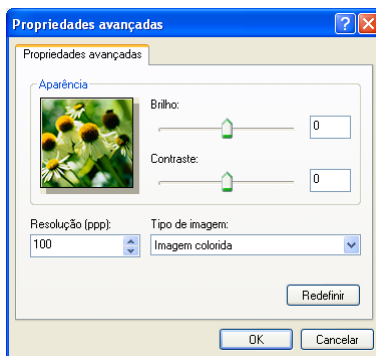 Propriedades avançadas
Propriedades avançadas
Aparência
Brilho:
0
Contraste:
0
Resolução (ppp):
Tipo de imagem:
100
Imagem colorida
Redefinir
OK
Cancelar